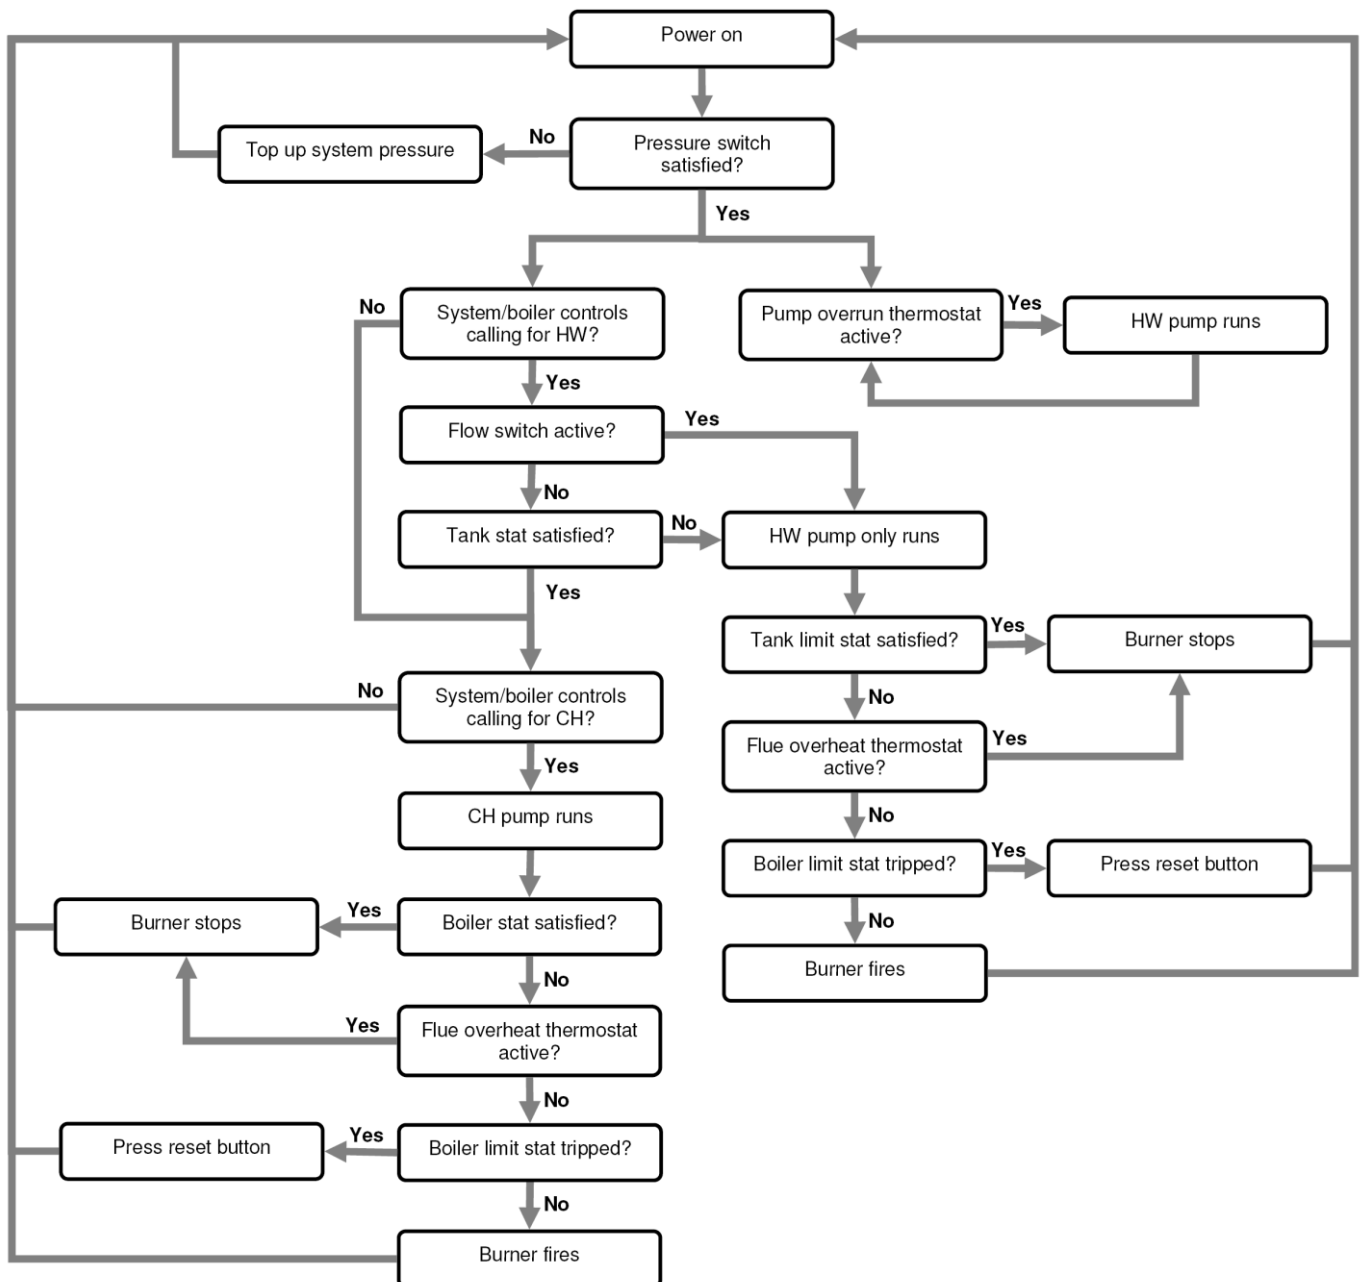 Power on
No
Top up system pressure
Pressure switch
satisfied?
Yes
No
System/boiler controls
calling for HW?
Pump overrun thermostat
active?
Yes
HW pump runs
Yes
Flow switch active?
Yes
No
Tank stat satisfied?
No
HW pump only runs
Yes
Tank limit stat satisfied?
Yes
Burner stops
No
System/boiler controls
calling for CH?
No
Flue overheat thermostat
active?
Yes
Yes
CH pump runs
No
Boiler limit stat tripped?
Yes
Press reset button
Burner stops
Yes
Boiler stat satisfied?
No
Burner fires
No
Yes
Flue overheat thermostat
active?
No
Press reset button
Yes
Boiler limit stat tripped?
No
Burner fires